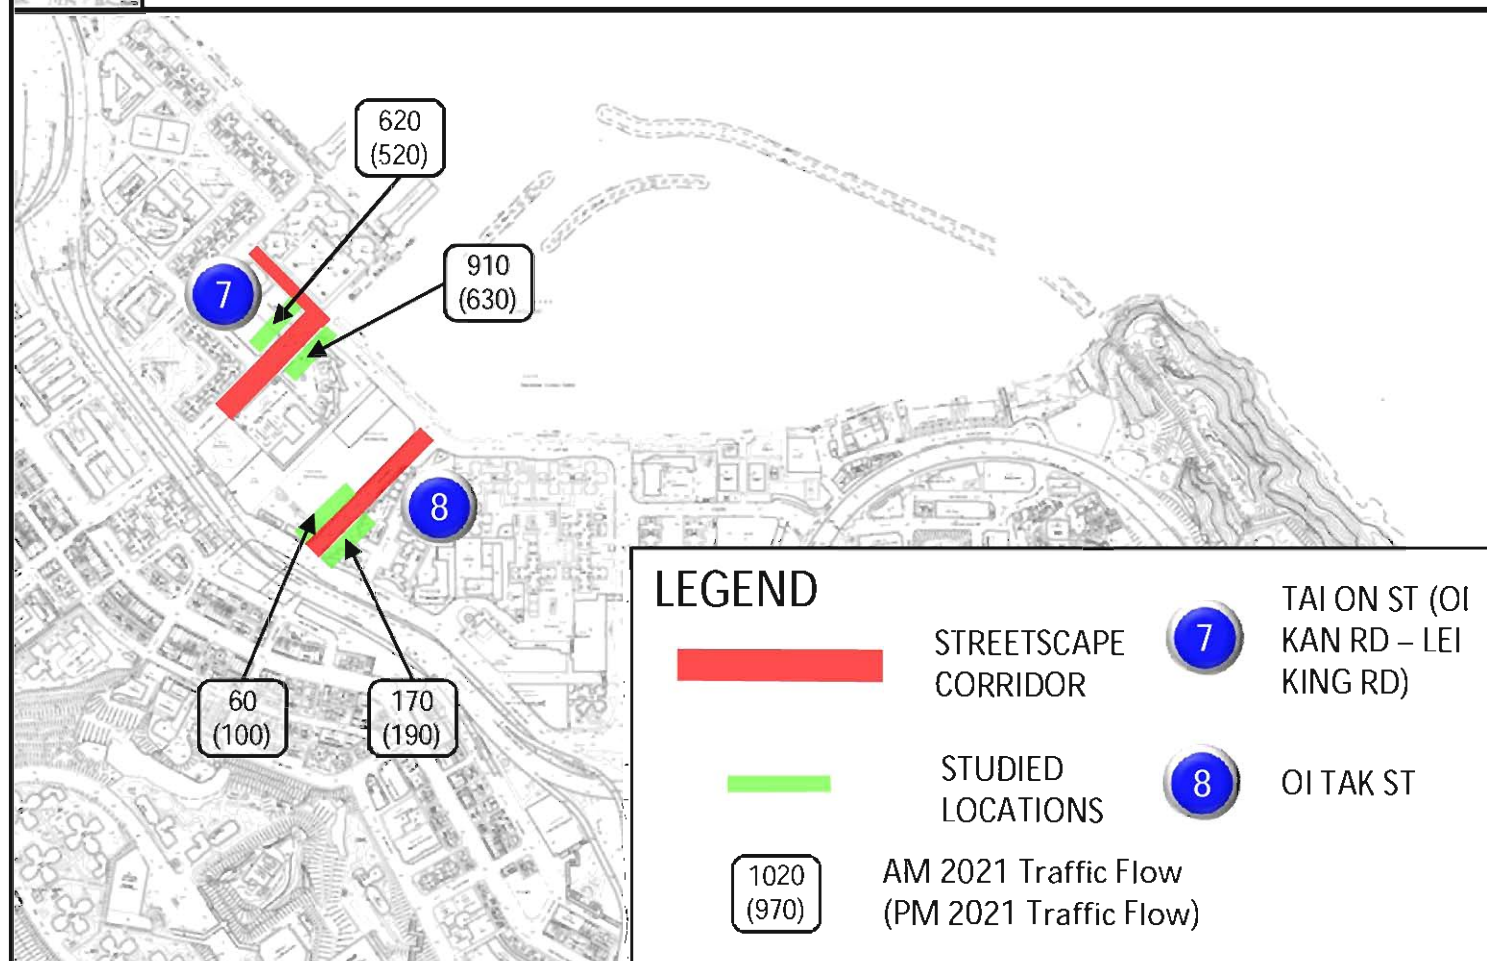 620
(520)
910
(630)
7
8
60
(100)
170
(190)
LEGEND
STREETSCAPE
CORRIDOR
7
TAI ON ST (OI
KAN RD – LEI
KING RD)
STUDIED
LOCATIONS
8
OI TAK ST
1020
(970)
AM 2021 Traffic Flow
(PM 2021 Traffic Flow)